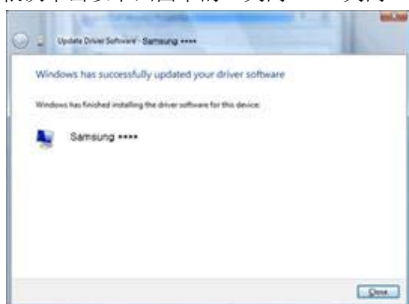 Update Driver Software - Samsung ****
Windows has successfully updated your driver software
Windows has finished installing the driver software for this device:
Samsung ****
Close